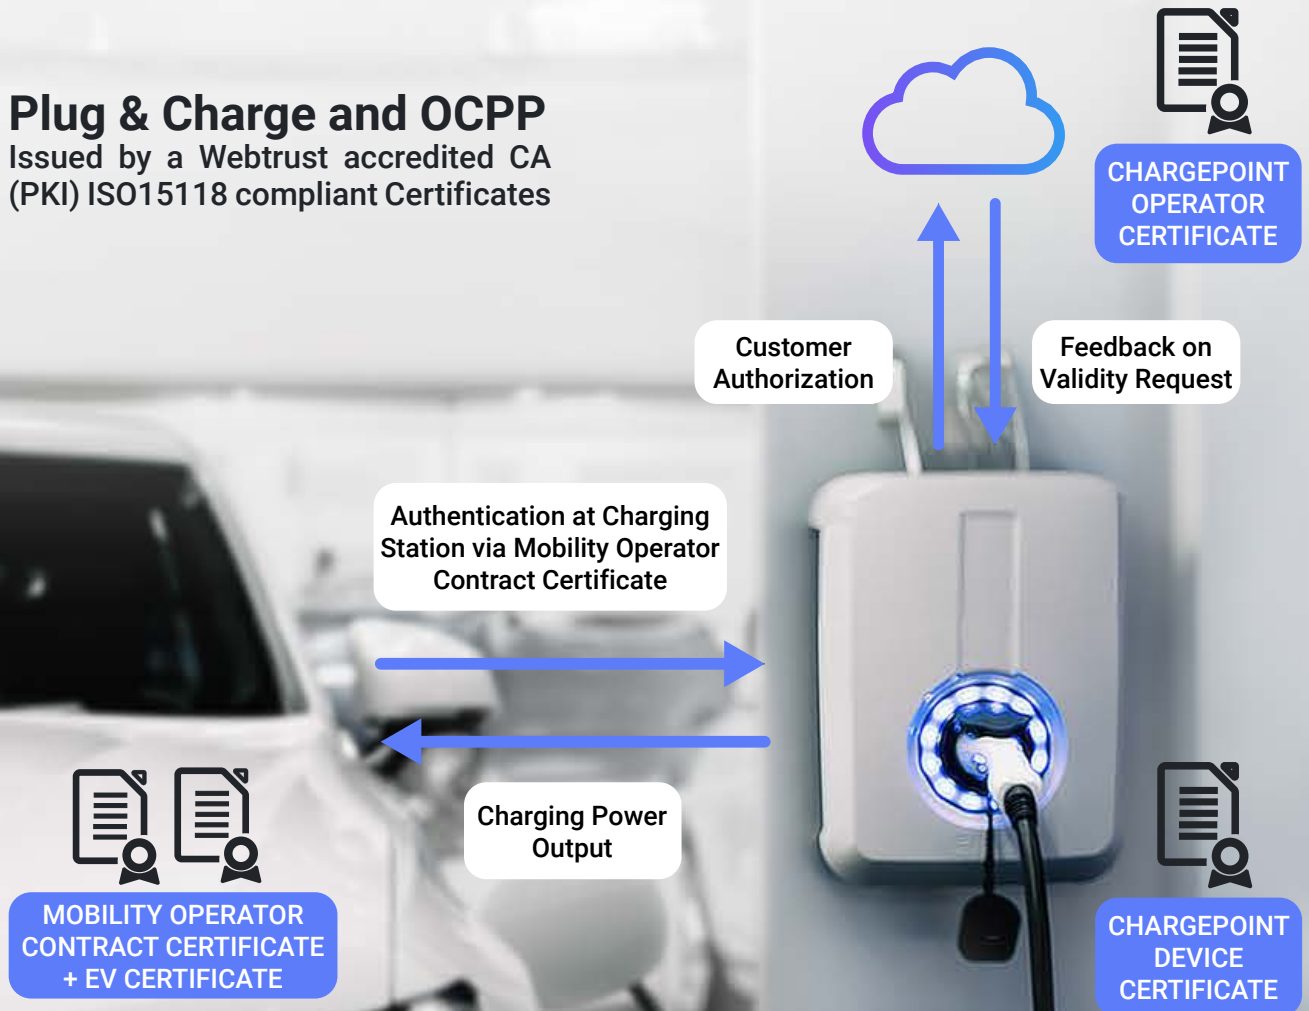 Plug & Charge and OCPP
Issued by a Webtrust accredited CA
(PKI) ISO15118 compliant Certificates
CHARGEPOINT
OPERATOR
CERTIFICATE
Customer
Authorization
Feedback on
Validity Request
Authentication at Charging
Station via Mobility Operator
Contract Certificate
Charging Power
Output
MOBILITY OPERATOR
CONTRACT CERTIFICATE
+ EV CERTIFICATE
CHARGEPOINT
DEVICE
CERTIFICATE